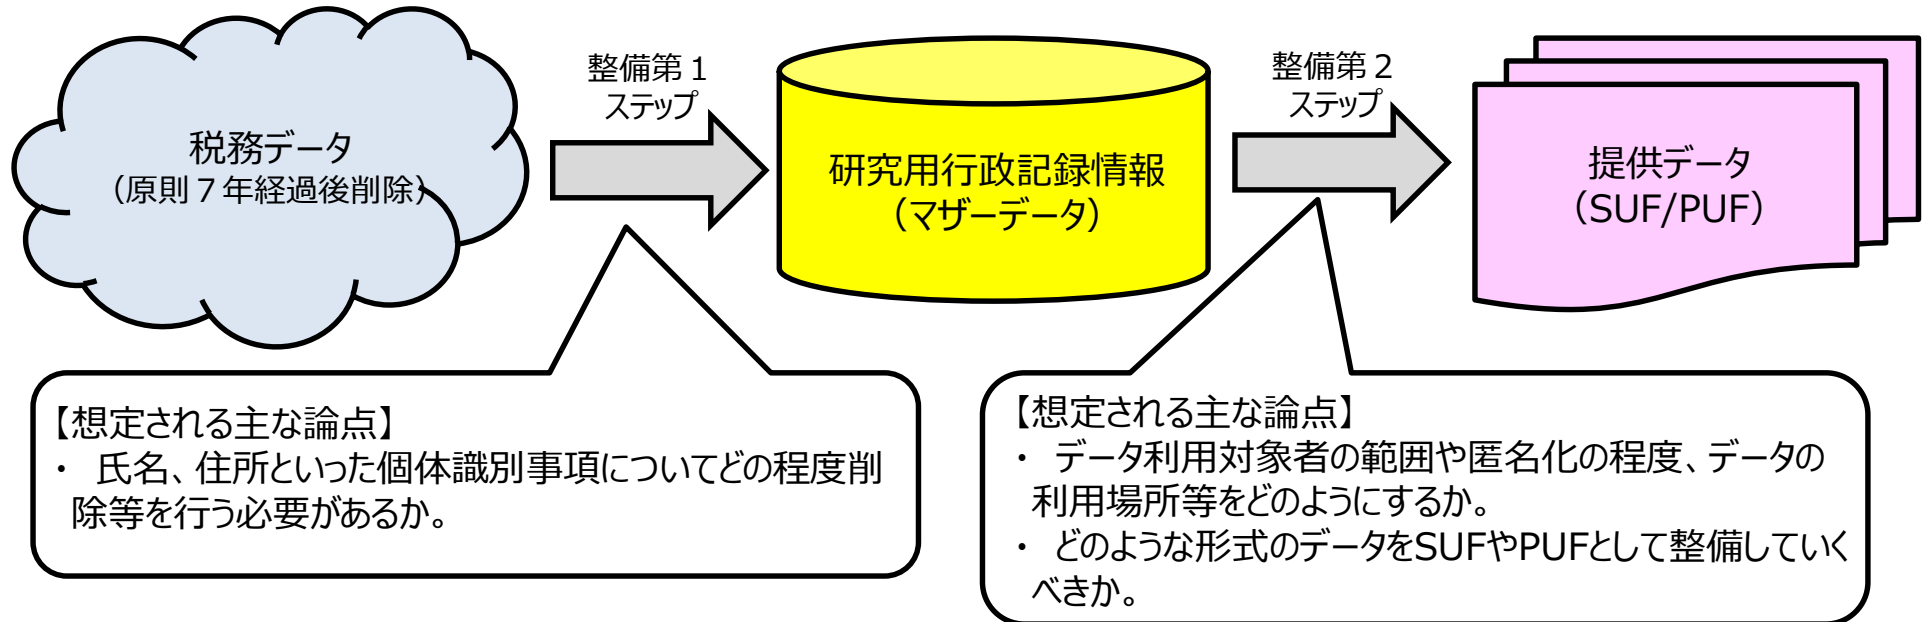 整備第１
ステップ
整備第２
ステップ
税務データ
（原則７年経過後削除）
研究用行政記録情報
（マザーデータ）
提供データ
（SUF/PUF）
【想定される主な論点】
・ 氏名、住所といった個体識別事項についてどの程度削
除等を行う必要があるか。
【想定される主な論点】
・ データ利用対象者の範囲や匿名化の程度、データの
利用場所等をどのようにするか。
・ どのような形式のデータをSUFやPUFとして整備していく
べきか。